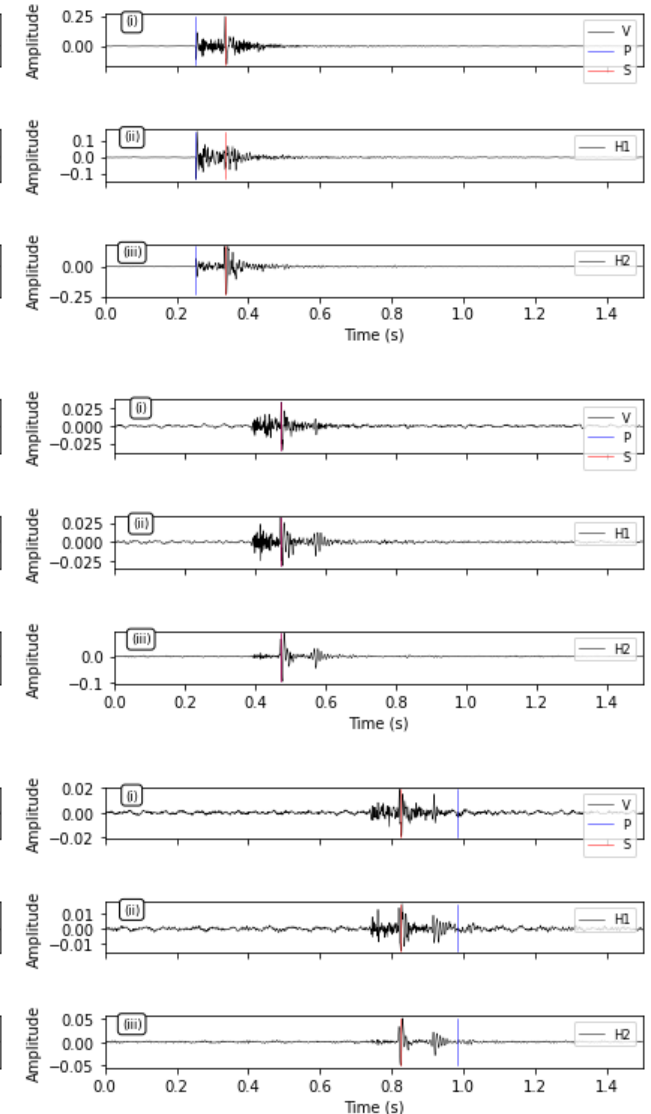 Amplitude
0.25
0.00
(i)
V
P
S
Amplitude
0.1
0.0
−0.1
(ii)
H1
Amplitude
0.00
−0.25
(iii)
H2
0.0 0.2 0.4 0.6 0.8 1.0 1.2 1.4
Time (s)
Amplitude
0.025
0.000
−0.025
(i)
V
P
S
Amplitude
0.025
0.000
−0.025
(ii)
H1
Amplitude
0.0
−0.1
(iii)
H2
0.0 0.2 0.4 0.6 0.8 1.0 1.2 1.4
Time (s)
Amplitude
0.02
0.00
−0.02
(i)
V
P
S
Amplitude
0.01
0.00
−0.01
(ii)
H1
Amplitude
0.05
0.00
−0.05
(iii)
H2
0.0 0.2 0.4 0.6 0.8 1.0 1.2 1.4
Time (s)